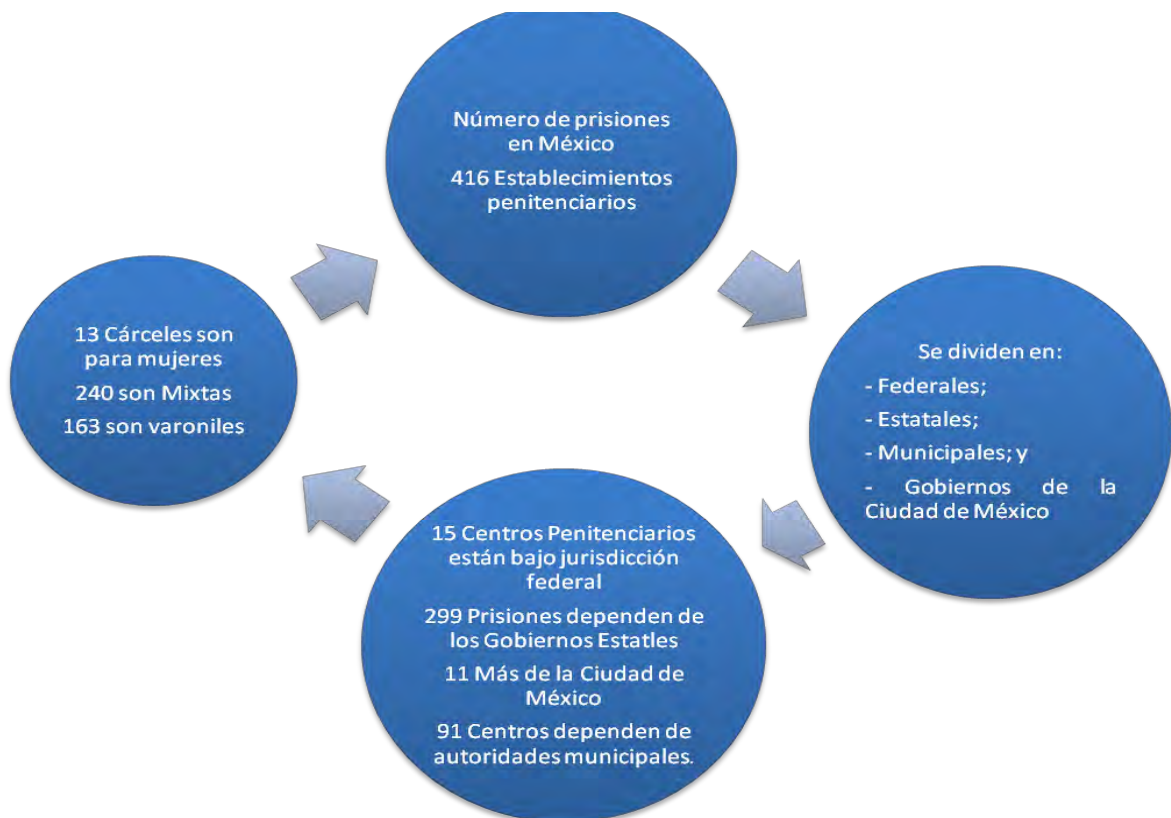 Número de prisiones
en México
416 Establecimientos
penitenciarios
Se dividen en:
- Federales;
- Estatales;
- Municipales; y
- Gobiernos de la
Ciudad de México
15 Centros Penitenciarios
están bajo jurisdicción
federal
299 Prisiones dependen de
los Gobiernos Estatles
11 Más de la Ciudad de
México
91 Centros dependen de
autoridades municipales.
13 Cárceles son
para mujeres
240 son Mixtas
163 son varoniles